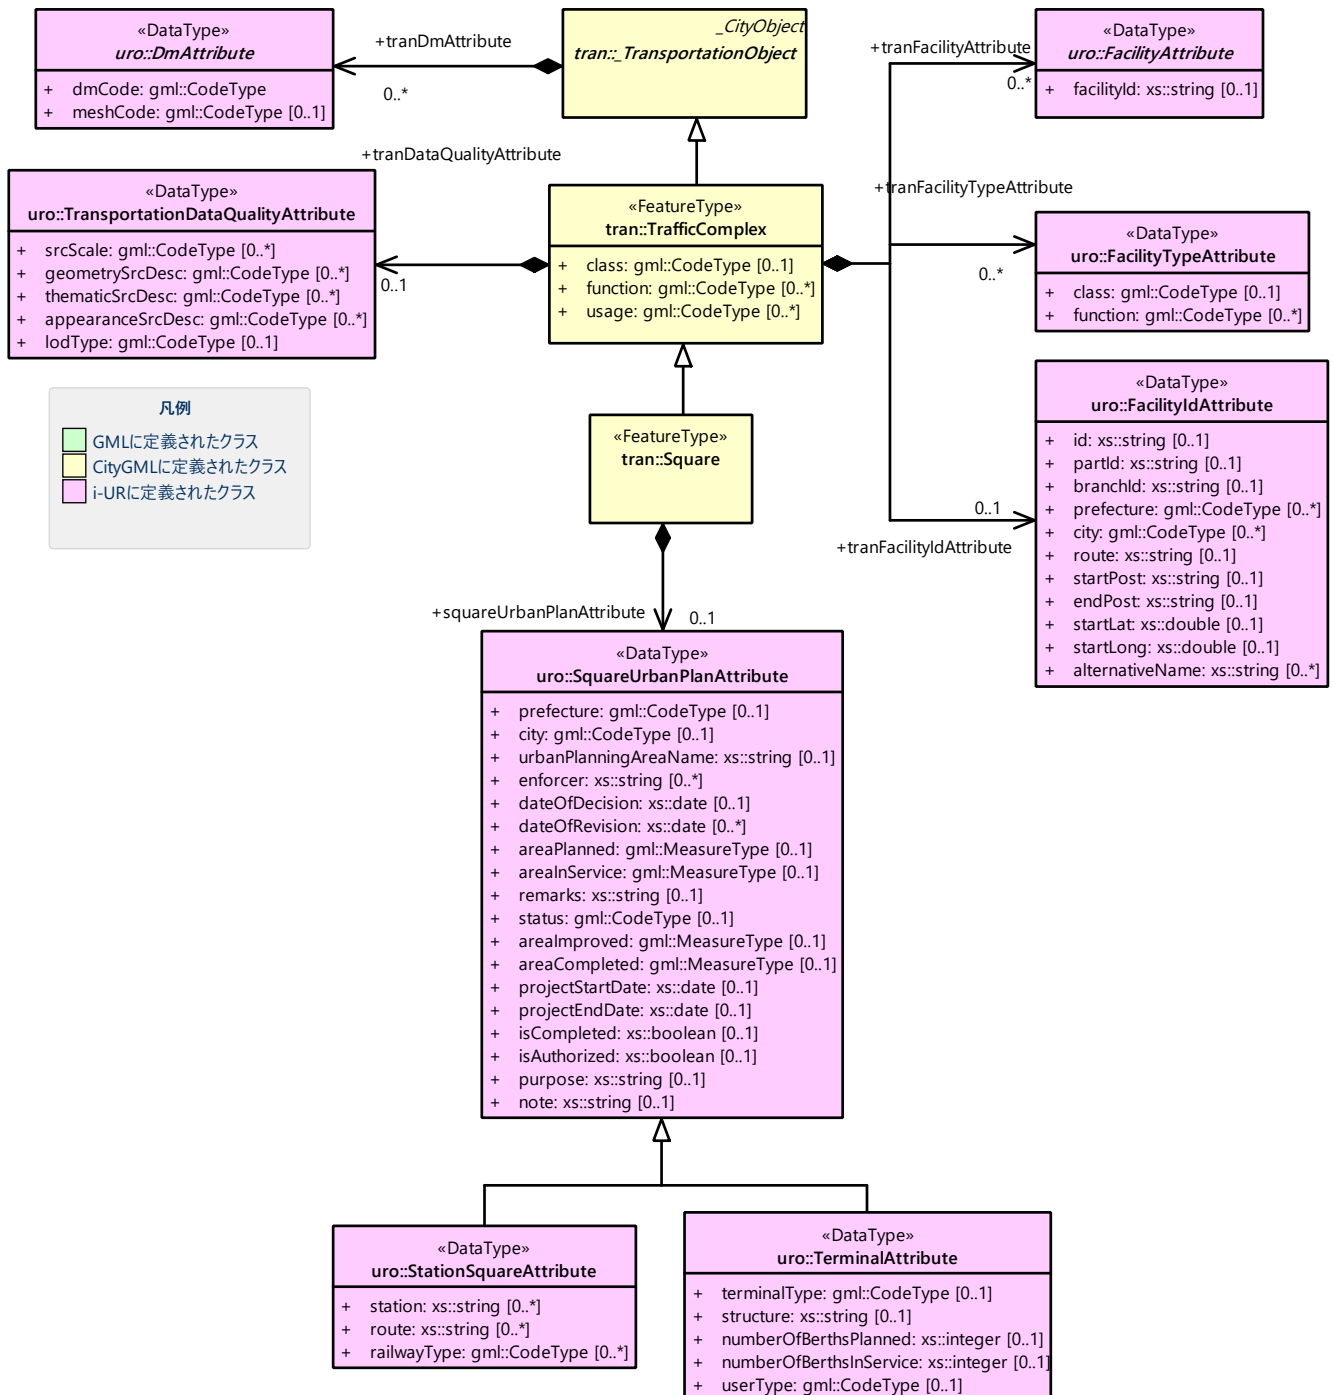 «DataType»
uro::DmAttribute
+ dmCode: gml::CodeType
+ meshCode: gml::CodeType [0..1]
+tranDmAttribute
0..*
_CityObject
tran::_TransportationObject
+tranFacilityAttribute
0..*
«DataType»
uro::FacilityAttribute
+ facilityId: xs::string [0..1]
+tranDataQualityAttribute
0..1
«DataType»
uro::TransportationDataQualityAttribute
+ srcScale: gml::CodeType [0..*]
+ geometrySrcDesc: gml::CodeType [0..*]
+ thematicSrcDesc: gml::CodeType [0..*]
+ appearanceSrcDesc: gml::CodeType [0..*]
+ lodType: gml::CodeType [0..1]
«FeatureType»
tran::TrafficComplex
+ class: gml::CodeType [0..1]
+ function: gml::CodeType [0..*]
+ usage: gml::CodeType [0..*]
+tranFacilityTypeAttribute
0..*
«DataType»
uro::FacilityTypeAttribute
+ class: gml::CodeType [0..1]
+ function: gml::CodeType [0..*]
凡例
GMLに定義されたクラス
CityGMLに定義されたクラス
i-URに定義されたクラス
«FeatureType»
tran::Square
0..1
+tranFacilityIdAttribute
«DataType»
uro::FacilityIdAttribute
+ id: xs::string [0..1]
+ partId: xs::string [0..1]
+ branchId: xs::string [0..1]
+ prefecture: gml::CodeType [0..*]
+ city: gml::CodeType [0..*]
+ route: xs::string [0..1]
+ startPost: xs::string [0..1]
+ endPost: xs::string [0..1]
+ startLat: xs::double [0..1]
+ startLong: xs::double [0..1]
+ alternativeName: xs::string [0..*]
+squareUrbanPlanAttribute
0..1
«DataType»
uro::SquareUrbanPlanAttribute
+ prefecture: gml::CodeType [0..1]
+ city: gml::CodeType [0..1]
+ urbanPlanningAreaName: xs::string [0..1]
+ enforcer: xs::string [0..*]
+ dateOfDecision: xs::date [0..1]
+ dateOfRevision: xs::date [0..*]
+ areaPlanned: gml::MeasureType [0..1]
+ areaInService: gml::MeasureType [0..1]
+ remarks: xs::string [0..1]
+ status: gml::CodeType [0..1]
+ areaImproved: gml::MeasureType [0..1]
+ areaCompleted: gml::MeasureType [0..1]
+ projectStartDate: xs::date [0..1]
+ projectEndDate: xs::date [0..1]
+ isCompleted: xs::boolean [0..1]
+ isAuthorized: xs::boolean [0..1]
+ purpose: xs::string [0..1]
+ note: xs::string [0..1]
«DataType»
uro::StationSquareAttribute
+ station: xs::string [0..*]
+ route: xs::string [0..*]
+ railwayType: gml::CodeType [0..*]
«DataType»
uro::TerminalAttribute
+ terminalType: gml::CodeType [0..1]
+ structure: xs::string [0..1]
+ numberOfBerthsPlanned: xs::integer [0..1]
+ numberOfBerthsInService: xs::integer [0..1]
+ userType: gml::CodeType [0..1]